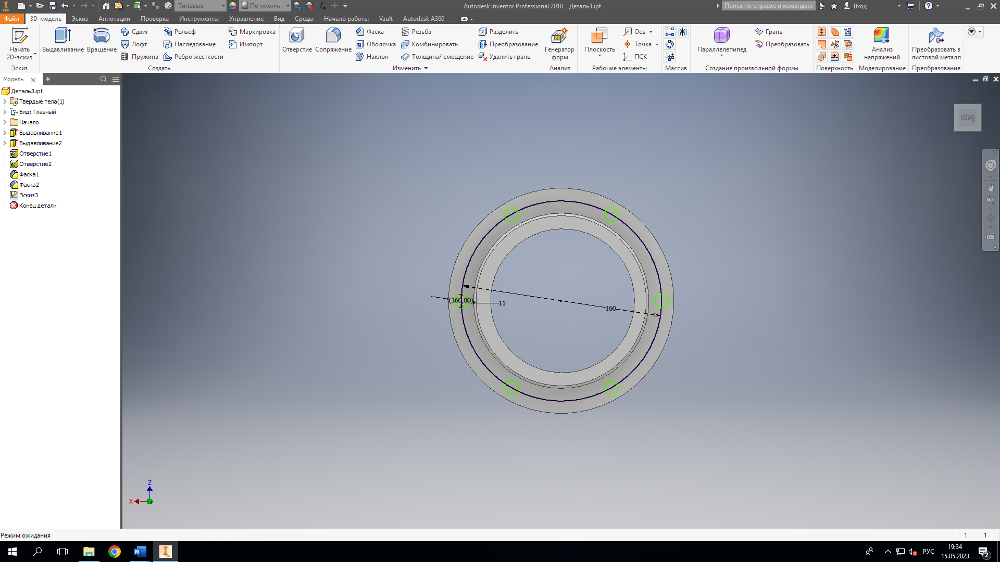 Типовые
По умолча
Autodesk Inventor Professional 2018 Деталь3.ipt
Поиск по справке и командам.
Вход
PRO
Файл 3D-модель Эскиз Аннотации Проверка Инструменты Управление Вид Среды Начало работы Vault Autodesk A360
Начать
2D-эскиз
Эскиз
Выдавливание
Вращение
Сдвиг
Лофт
Пружина
Рельеф
Наследование
Ребро жесткости
Маркировка
Импорт
Создать
Отверстие
Сопряжение
Фаска
Оболочка
Наклон
Резьба
Комбинировать
Толщина/ смещение
Разделить
Преобразование
Удалить грань
Изменить
Генератор
форм
Анализ
Плоскость
Ось
Точка
ПСК
Рабочие элементы
Массив
Параллелепипед
Грань
Преобразовать
Создание произвольной формы
Поверхность
Анализ
напряжений
Моделирование
Преобразовать в
листовой металл
Преобразование
Модель
Деталь3.ipt
Твердые тела(1)
Вид: Главный
Начало
Выдавливание1
Выдавливание2
Отверстие1
Отверстие2
Фаска1
Фаска2
Эскиз3
Конец детали
Верх
(360,00)
11
160
Z
X
Режим ожидания
1 1
РУС
19:34
15.05.2023
2